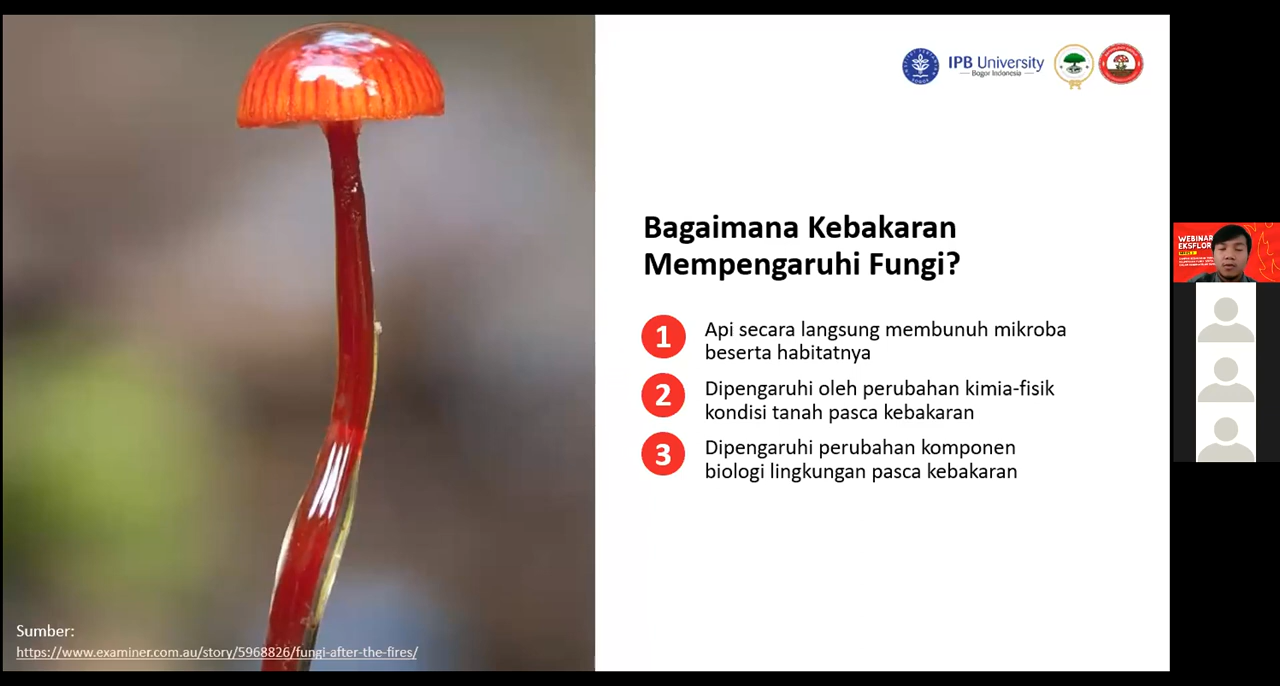 IPB University
Bogor Indonesia
Bagaimana Kebakaran
Mempengaruhi Fungi?
1 Api secara langsung membunuh mikroba
beserta habitatnya
2 Dipengaruhi oleh perubahan kimia-fisik
kondisi tanah pasca kebakaran
3 Dipengaruhi perubahan komponen
biologi lingkungan pasca kebakaran
Sumber:
https://www.examiner.com.au/story/5968826/fungi-after-the-fires/
WEBINAR
EKSFLOR